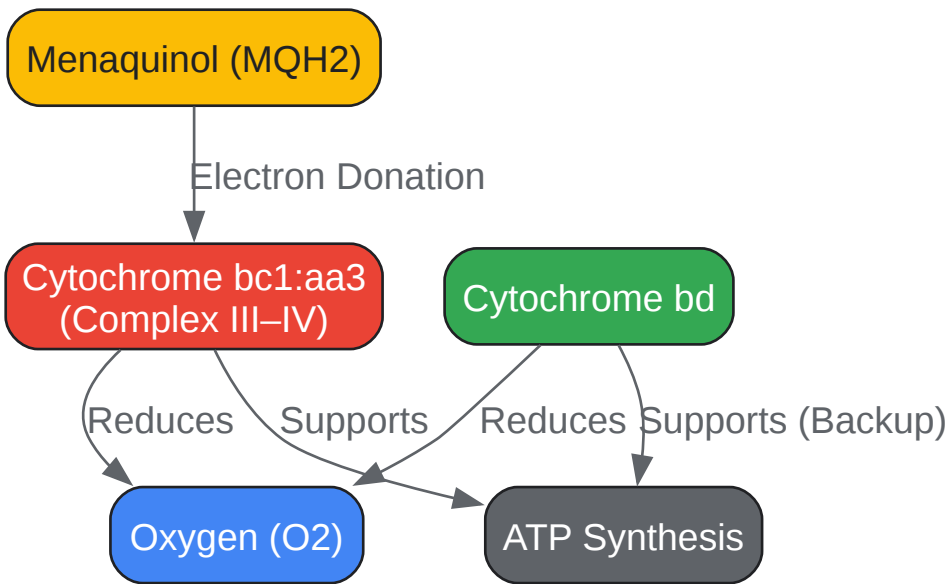 Menaquinol (MQH2)
Electron Donation
Cytochrome bc1:aa3
(Complex III–IV)
Cytochrome bd
Reduces
Supports
Reduces
Supports (Backup)
Oxygen (O2)
ATP Synthesis